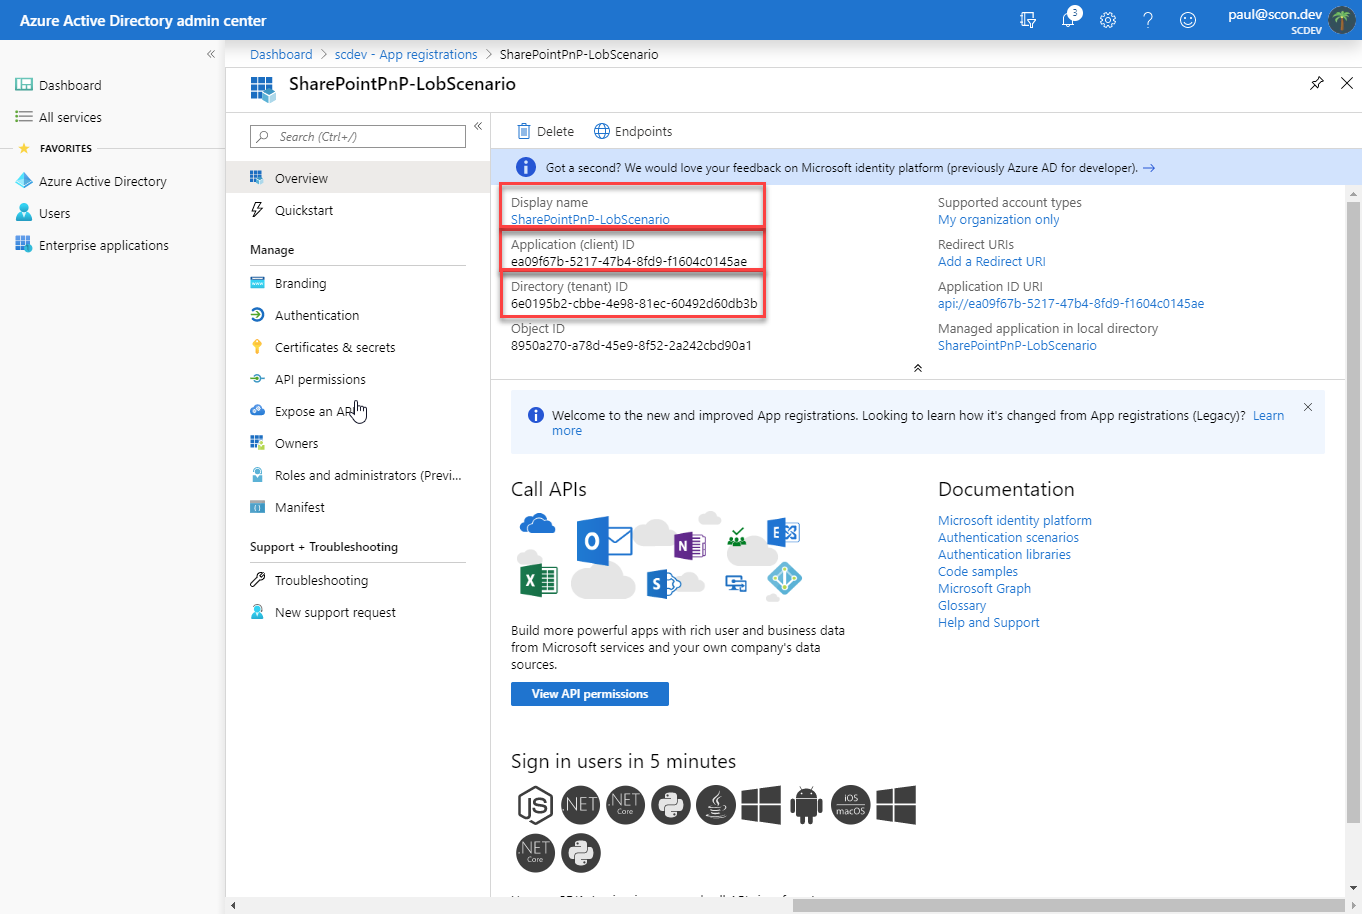 Azure Active Directory admin center
3
paul@scon.dev
SCDEV
Dashboard
All services
FAVORITES
Azure Active Directory
Users
Enterprise applications
Dashboard > scdev - App registrations > SharePointPnP-LobScenario
SharePointPnP-LobScenario
Search (Ctrl+/)
Overview
Quickstart
Manage
Branding
Authentication
Certificates & secrets
API permissions
Expose an AP
Owners
Roles and administrators (Previ...
Manifest
Support + Troubleshooting
Troubleshooting
New support request
Delete
Endpoints
Got a second? We would love your feedback on Microsoft identity platform (previously Azure AD for developer). →
Display name
SharePointPnP-LobScenario
Application (client) ID
ea09f67b-5217-47b4-8fd9-f1604c0145ae
Directory (tenant) ID
6e0195b2-cbbe-4e98-81ec-60492d60db3b
Object ID
8950a270-a78d-45e9-8f52-2a242cbd90a1
Supported account types
My organization only
Redirect URIs
Add a Redirect URI
Application ID URI
api://ea09f67b-5217-47b4-8fd9-f1604c0145ae
Managed application in local directory
SharePointPnP-LobScenario
Welcome to the new and improved App registrations. Looking to learn how it's changed from App registrations (Legacy)? Learn
more
Call APIs
Build more powerful apps with rich user and business data
from Microsoft services and your own company's data
sources.
View API permissions
Documentation
Microsoft identity platform
Authentication scenarios
Authentication libraries
Code samples
Microsoft Graph
Glossary
Help and Support
Sign in users in 5 minutes
JS
.NET
.NET
Core
iOS
macOS
.NET
Core